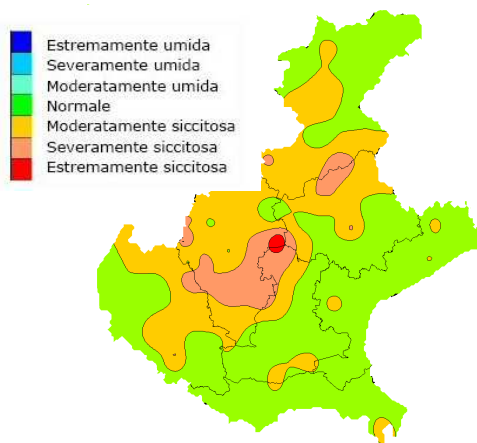 Estremamente umida
Severamente umida
Moderatamente umida
Normale
Moderatamente siccitosa
Severamente siccitosa
Estremamente siccitosa